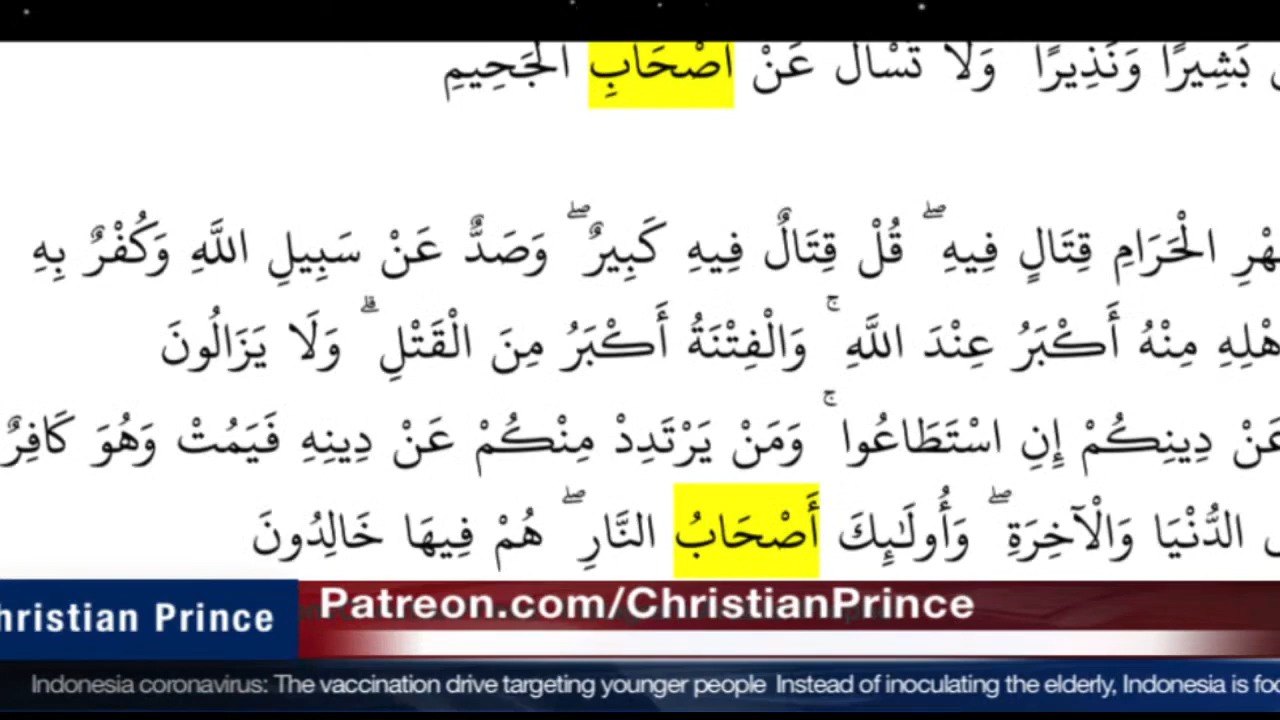 بَشِيرًا وَنَذِيرًا وَلَا تُسْأَلُ عَنْ أَصْحَابِ الْجَحِيمِ
الْحَرَامِ قِتَالٍ فِيهِ ۖ قُلْ قِتَالٌ فِيهِ كَبِيرٌ ۖ وَصَدٌّ عَنْ سَبِيلِ اللَّهِ وَكُفْرٌ بِهِ
مِنْهُ أَكْبَرُ عِنْدَ اللَّهِ ۚ وَالْفِتْنَةُ أَكْبَرُ مِنَ الْقَتْلِ ۗ وَلَا يَزَالُونَ
عَنْ دِينِكُمْ إِنِ اسْتَطَاعُوا ۚ وَمَنْ يَرْتَدِدْ مِنْكُمْ عَنْ دِينِهِ فَيَمُتْ وَهُوَ كَافِرٌ
الدُّنْيَا وَالْآخِرَةِ ۖ وَأُولَٰئِكَ أَصْحَابُ النَّارِ ۖ هُمْ فِيهَا خَالِدُونَ
Patreon.com/ChristianPrince
hristian Prince
Indonesia coronavirus: The vaccination drive targeting younger people Instead of inoculating the elderly, Indonesia is foc